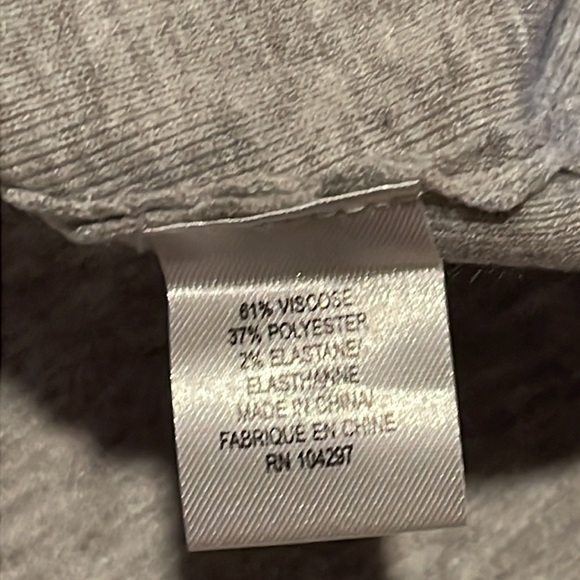 61% VISCOSE
37% POLYESTER
2% ELASTANE/
ELASTHANNE
MADE IN CHINA/
FABRIQUE EN CHINE
RN 104297